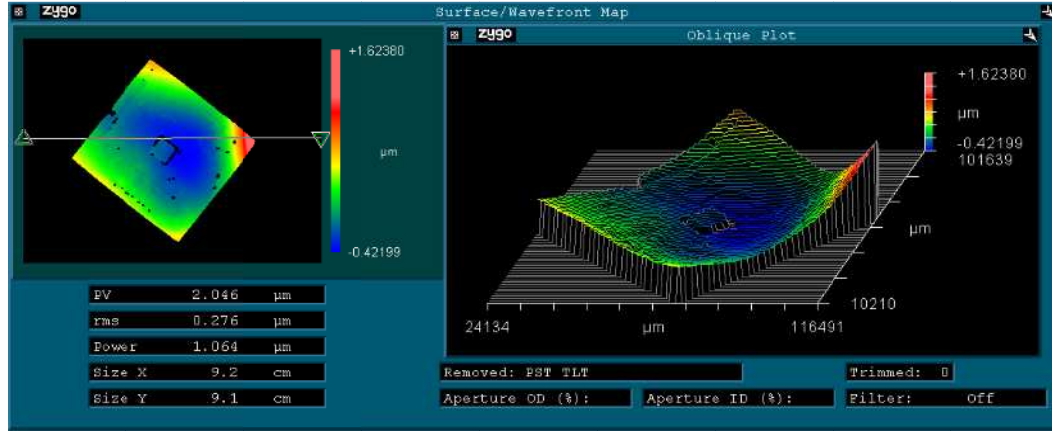 zygo Surface/Wavefront Map
+1.62380
µm
-0.42199
zygo Oblique Plot
+1.62380
µm
-0.42199
101639
µm
10210
24134 µm 116491
PV 2.046 µm
rms 0.276 µm
Power 1.064 µm
Size X 9.2 cm
Size Y 9.1 cm
Removed: PST TLT Trimmed: 0
Aperture OD (%): Aperture ID (%): Filter: Off